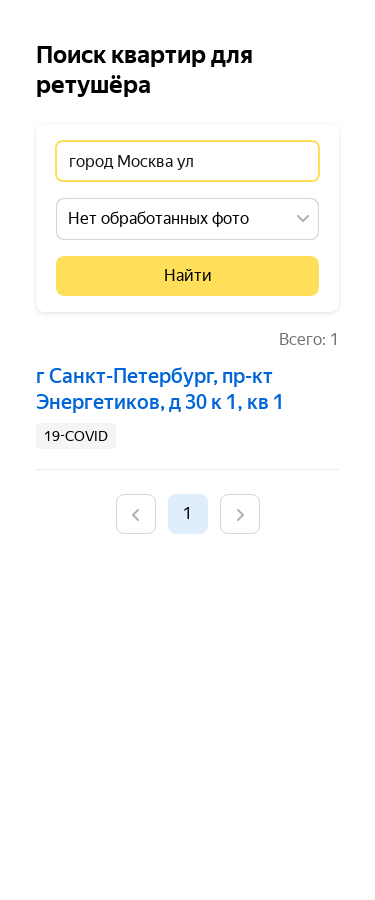 Поиск квартир для
ретушёра
город Москва ул
Нет обработанных фото
Найти
Всего: 1
г Санкт-Петербург, пр-кт
Энергетиков, д 30 к 1, кв 1
19-COVID
1